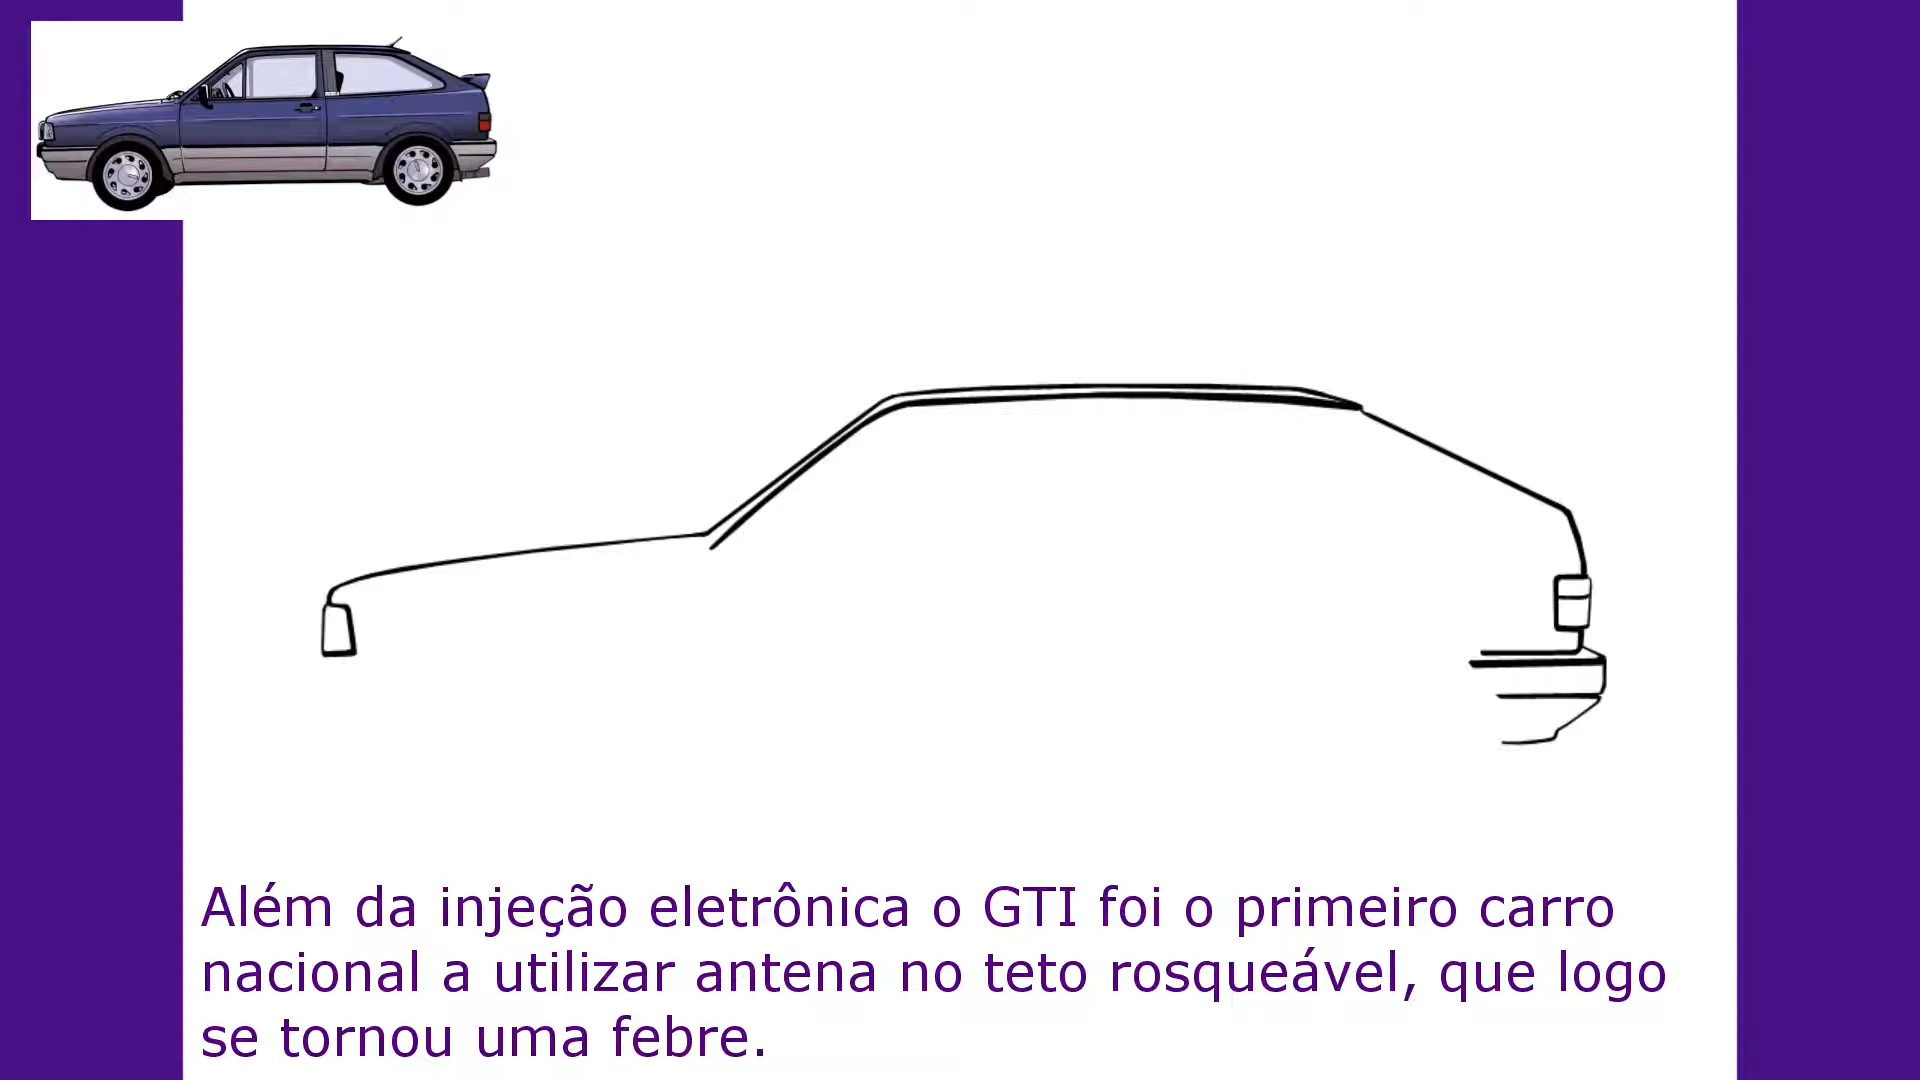 Além da injeção eletrônica o GTI foi o primeiro carro
nacional a utilizar antena no teto rosqueável, que logo
se tornou uma febre.